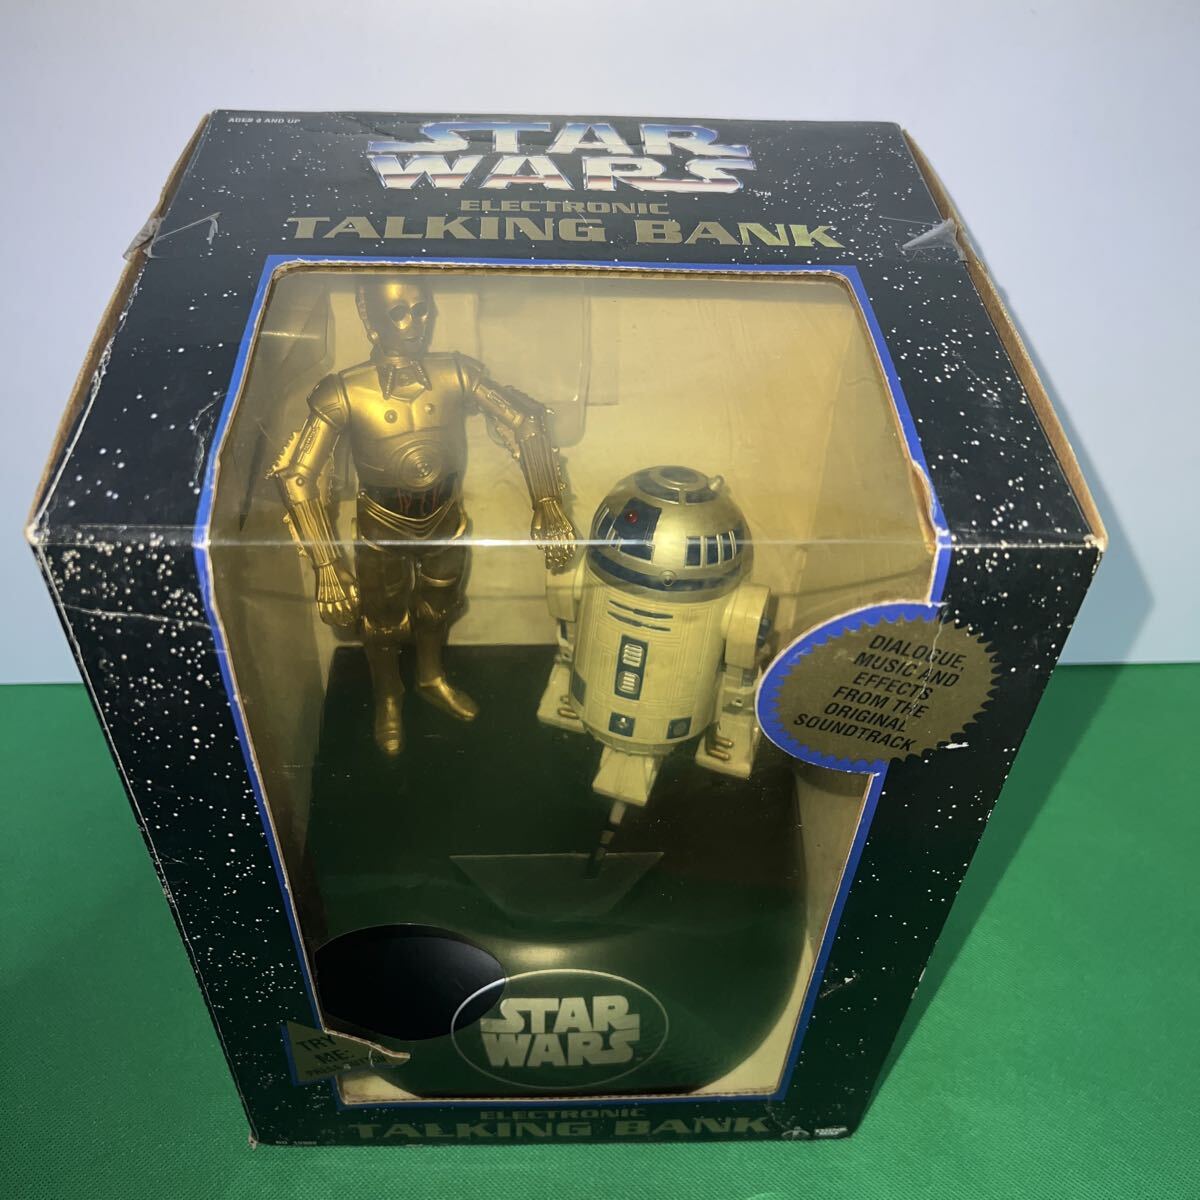 AGES 4 AND UP
STAR
WARS
TM
ELECTRONIC
TALKING BANK
DIALOGUE,
MUSIC AND
EFFECTS
FROM THE
ORIGINAL
SOUNDTRACK
STAR
WARS
TRY
ME:
ELECTRONIC
TALKING BANK